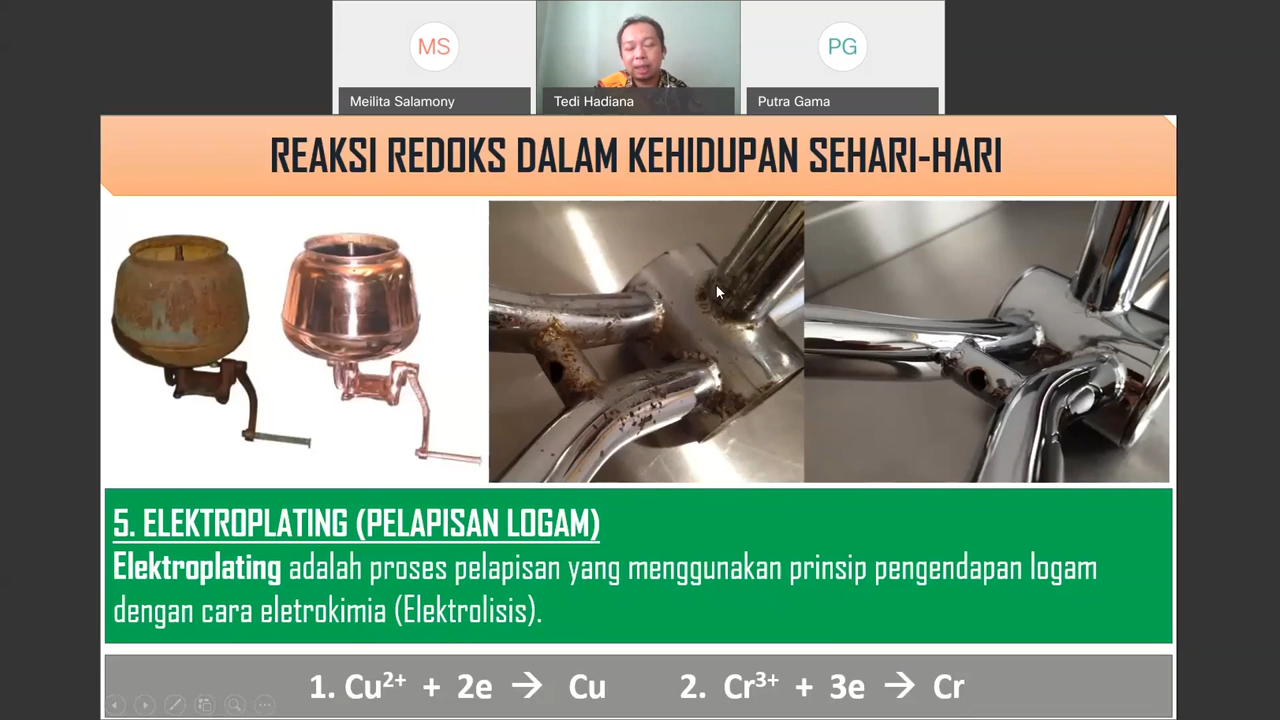 MS
PG
Meilita Salamony
Tedi Hadiana
Putra Gama
REAKSI REDOKS DALAM KEHIDUPAN SEHARI-HARI
5. ELEKTROPLATING (PELAPISAN LOGAM)
Elektroplating adalah proses pelapisan yang menggunakan prinsip pengendapan logam
dengan cara eletrokimia (Elektrolisis).
1. Cu²⁺ + 2e → Cu 2. Cr³⁺ + 3e → Cr